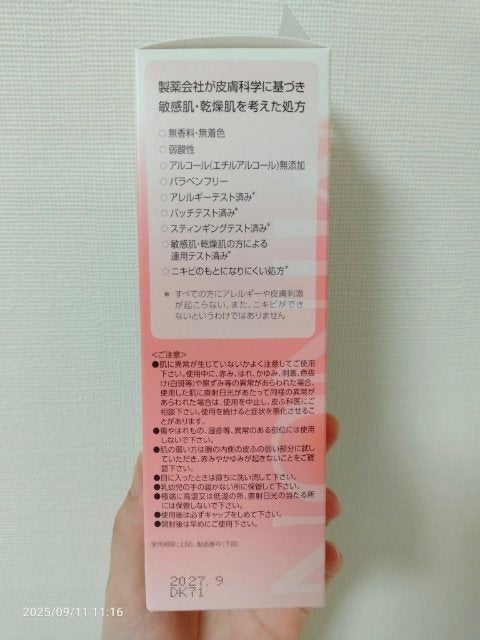 製薬会社が皮膚科学に基づき
敏感肌・乾燥肌を考えた処方
○無香料・無着色
○弱酸性
○アルコール(エチルアルコール)無添加
○パラベンフリー
○アレルギーテスト済み*
○パッチテスト済み*
○スティンギングテスト済み*
○敏感肌・乾燥肌の方による
連用テスト済み*
○ニキビのもとになりにくい処方*
* すべての方にアレルギーや皮膚刺激
が起こらない、また、ニキビができ
ないというわけではありません
<ご注意>
●肌に異常が生じていないかよく注意してご使用
下さい。使用中に、赤み、はれ、かゆみ、刺激、色抜
け(白斑等)や黒ずみ等の異常があらわれた場合、
使用した肌に直射日光があたって同様の異常が
あらわれた場合は、使用を中止し、皮ふ科医にご
相談下さい。使用を続けると症状を悪化させるこ
とがあります。
●傷やはれもの、湿疹等、異常のある部位には使用
しないで下さい。
●肌の弱い方は腕の内側の皮ふの弱い部分に試し
ていただき、赤みやかゆみが起きないことをご確
認下さい。
●目に入ったときは直ちに洗い流して下さい。
●乳幼児の手の届かない所に保管して下さい。
●極端に高温又は低温の所、直射日光の当たる所
には保管しないで下さい。
●使用後は必ずキャップをしめて下さい。
●開封後は早めにご使用下さい。
使用期限(上段)、製造番号(下段)
2027.9
DK71
2025/09/11 11:16